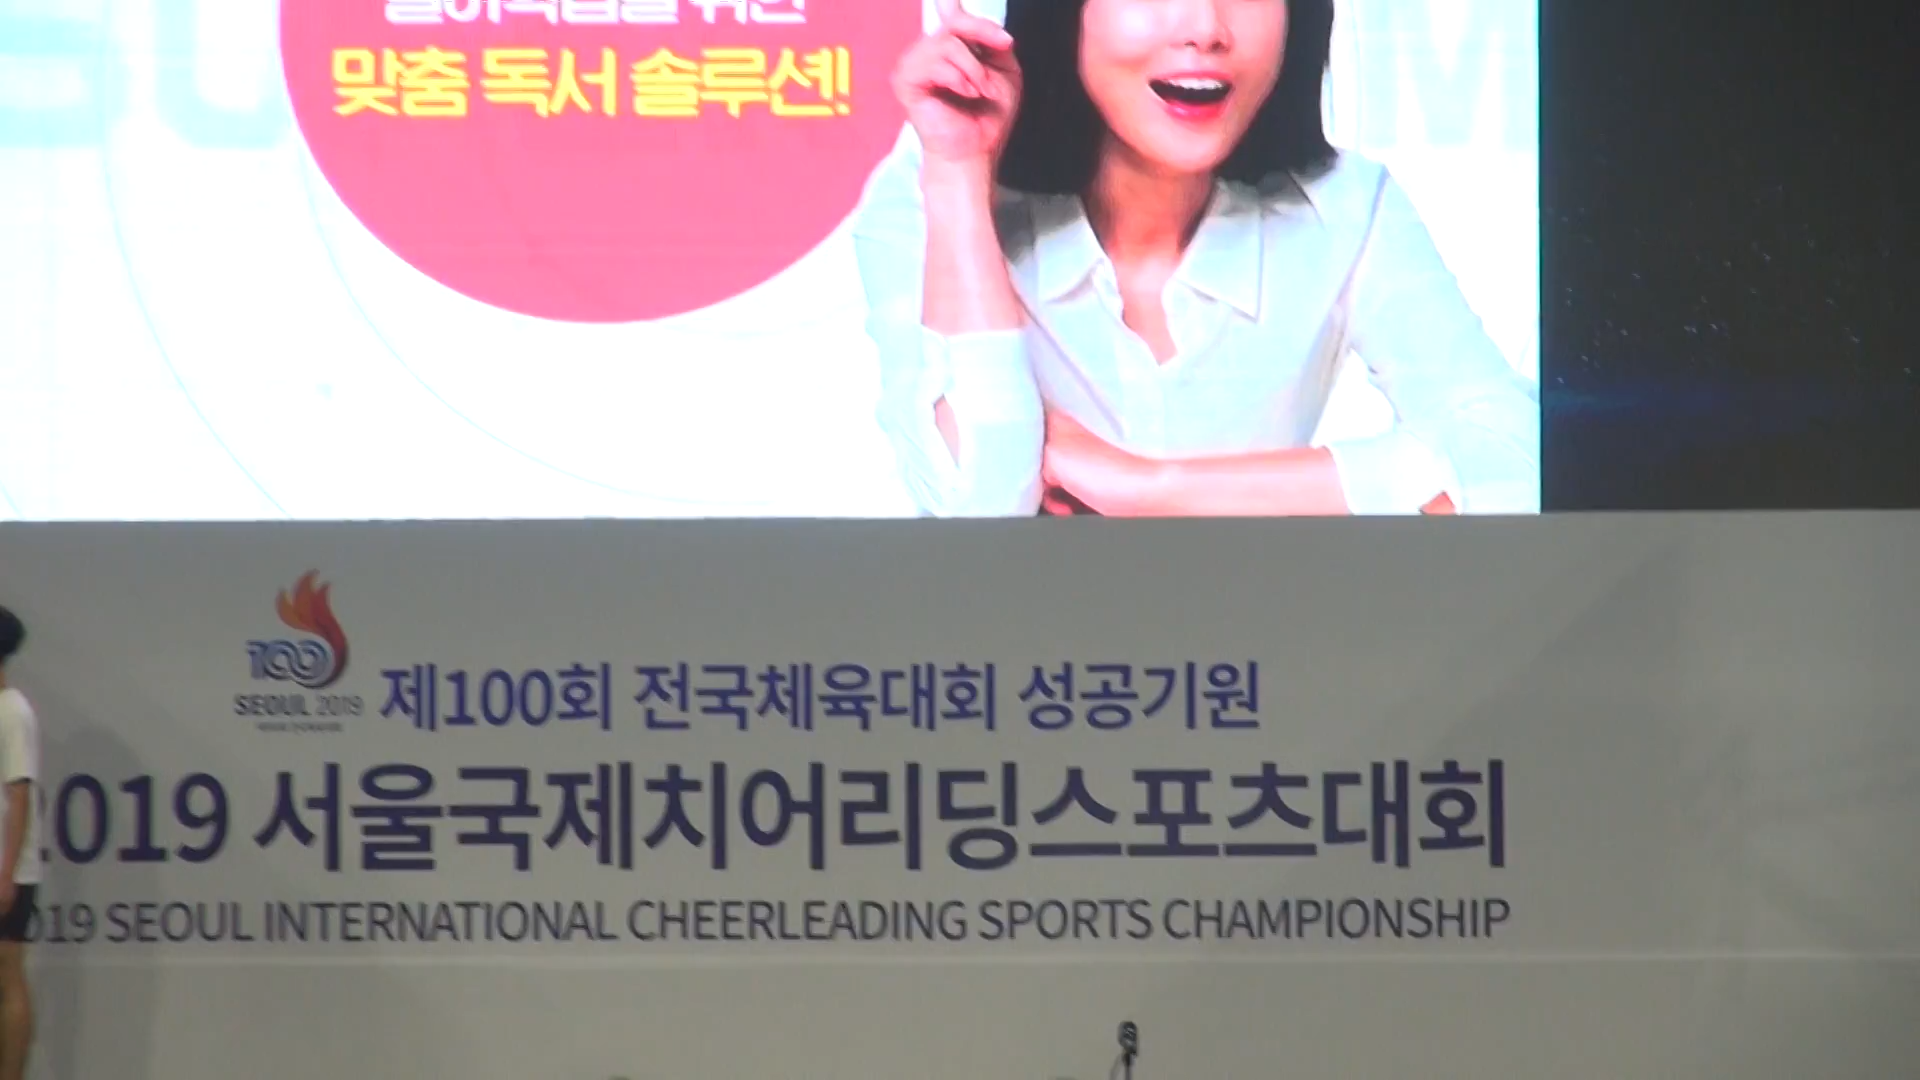 맞춤 독서 솔루션!
100
SEOUL 2019
제100회 전국체육대회 성공기원
2019 서울국제치어리딩스포츠대회
2019 SEOUL INTERNATIONAL CHEERLEADING SPORTS CHAMPIONSHIP